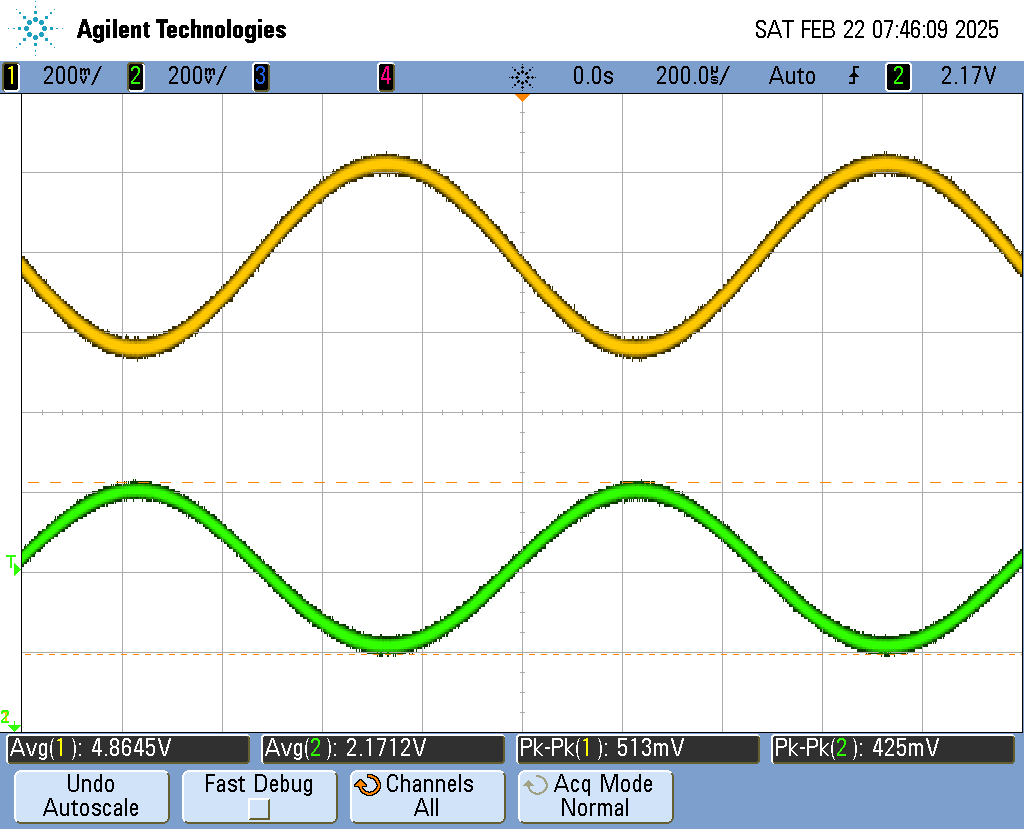 Agilent Technologies SAT FEB 22 07:46:09 2025
1 200mV/ 2 200mV/ 3 4 0.0s 200.0us/ Auto 2 2.17V
T
2
Avg(1): 4.8645V Avg(2): 2.1712V Pk-Pk(1): 513mV Pk-Pk(2): 425mV
Undo Fast Debug Channels Acq Mode
Autoscale All Normal